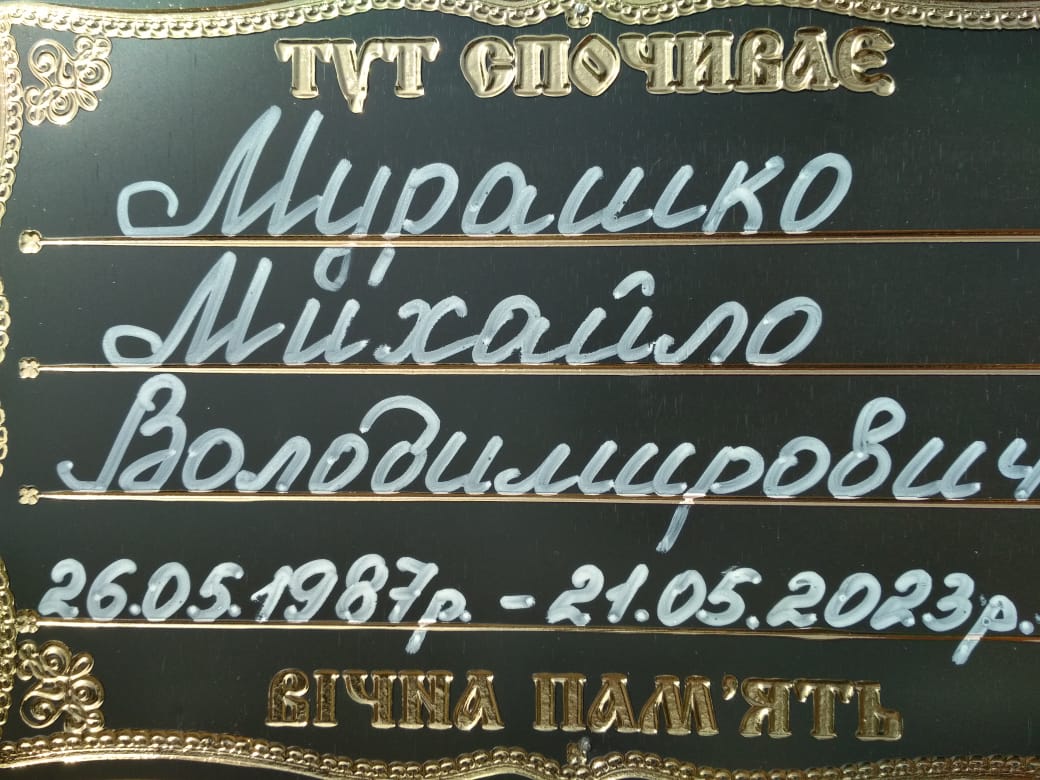 ТУТ СПОЧИВАЄ
Мурашко
Михайло
Володимирович
26.05.1987р. - 21.05.2023р.
ВІЧНА ПАМ'ЯТЬ